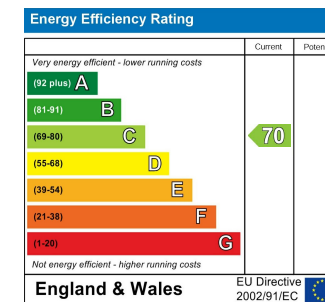 Energy Efficiency Rating
Current
Very energy efficient - lower running costs
(92 plus) A
(81-91) B
(69-80) C
70
(55-68) D
(39-54) E
(21-38) F
(1-20) G
Not energy efficient - higher running costs
England & Wales
EU Directive
2002/91/EC